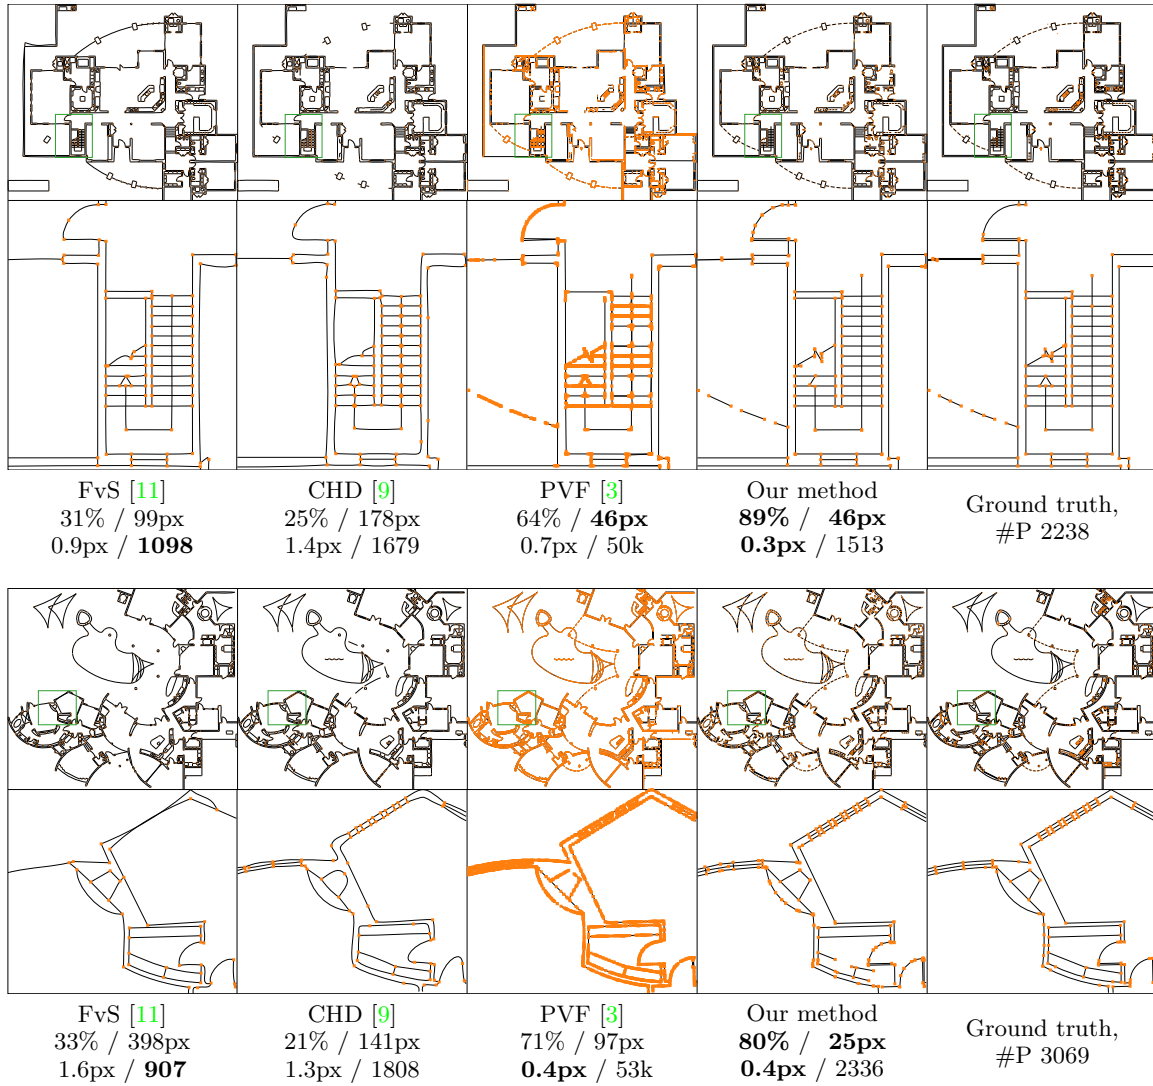 FvS [11]
31% / 99px
0.9px / 1098
CHD [9]
25% / 178px
1.4px / 1679
PVF [3]
64% / 46px
0.7px / 50k
Our method
89% / 46px
0.3px / 1513
Ground truth,
#P 2238
FvS [11]
33% / 398px
1.6px / 907
CHD [9]
21% / 141px
1.3px / 1808
PVF [3]
71% / 97px
0.4px / 53k
Our method
80% / 25px
0.4px / 2336
Ground truth,
#P 3069